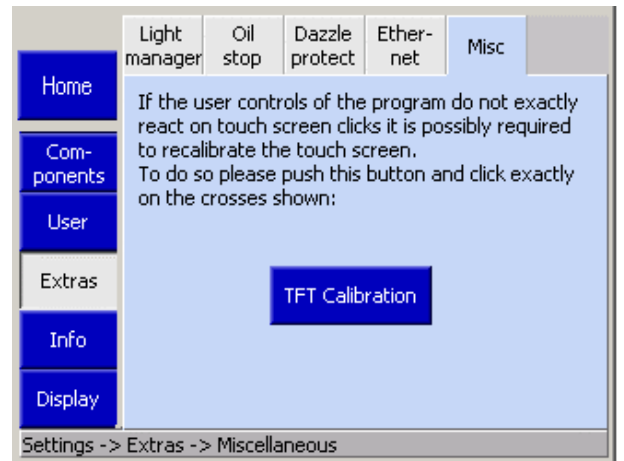 Light manager
Oil stop
Dazzle protect
Ether-
net
Misc
Home
Com-
ponents
User
Extras
Info
Display
If the user controls of the program do not exactly
react on touch screen clicks it is possibly required
to recalibrate the touch screen.
To do so please push this button and click exactly
on the crosses shown:
TFT Calibration
Settings -> Extras -> Miscellaneous